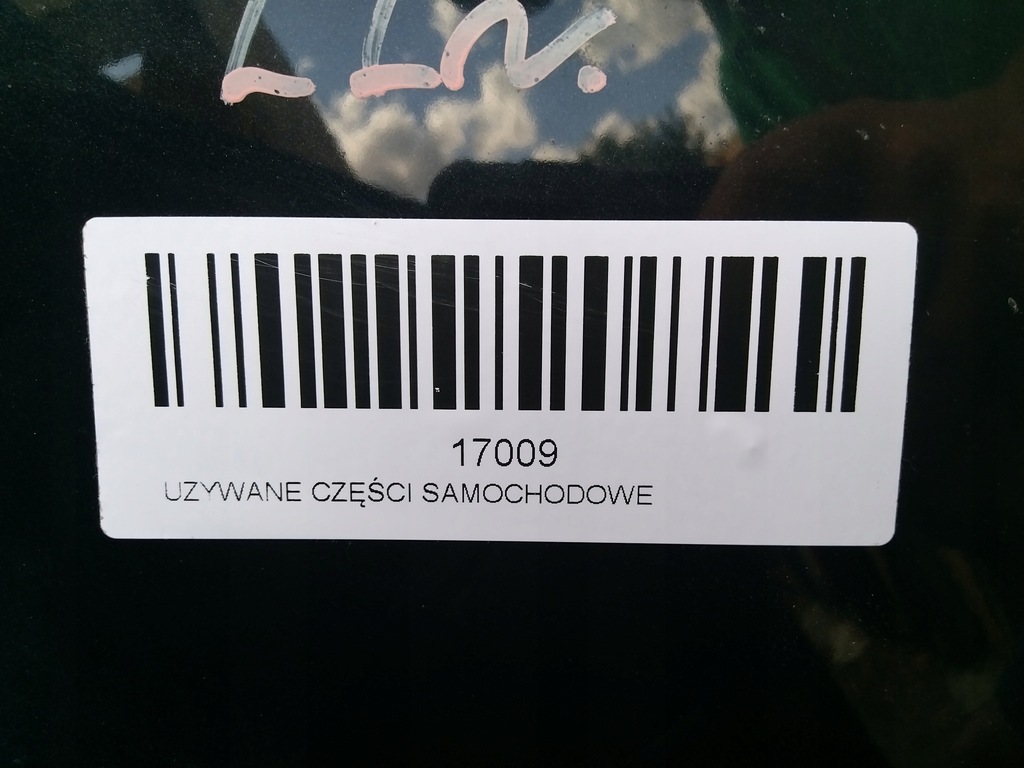 17009
UZYWANE CZĘŚCI SAMOCHODOWE